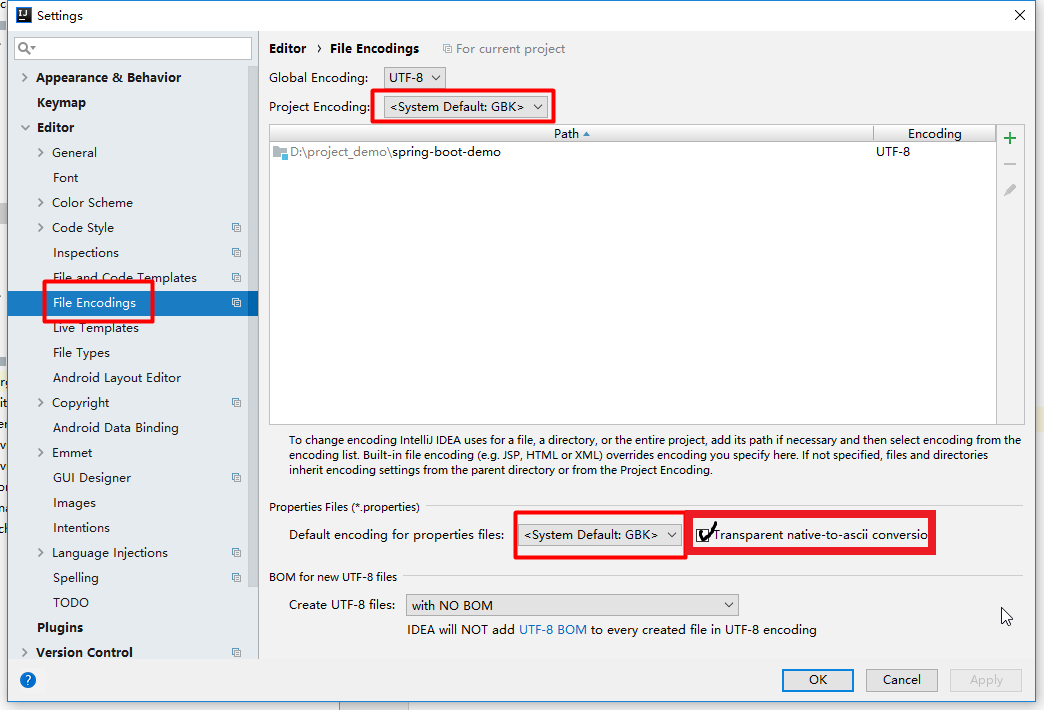 Settings
Editor › File Encodings For current project
Appearance & Behavior
Keymap
Editor
General
Font
Color Scheme
Code Style
Inspections
File and Code Templates
File Encodings
Live Templates
File Types
Android Layout Editor
Copyright
Android Data Binding
Emmet
GUI Designer
Images
Intentions
Language Injections
Spelling
TODO
Plugins
Version Control
Global Encoding: UTF-8
Project Encoding: <System Default: GBK>
Path Encoding
D:\project_demo\spring-boot-demo UTF-8
To change encoding IntelliJ IDEA uses for a file, a directory, or the entire project, add its path if necessary and then select encoding from the
encoding list. Built-in file encoding (e.g. JSP, HTML or XML) overrides encoding you specify here. If not specified, files and directories
inherit encoding settings from the parent directory or from the Project Encoding.
Properties Files (*.properties)
Default encoding for properties files: <System Default: GBK> Transparent native-to-ascii conversio
BOM for new UTF-8 files
Create UTF-8 files: with NO BOM
IDEA will NOT add UTF-8 BOM to every created file in UTF-8 encoding
? OK Cancel Apply